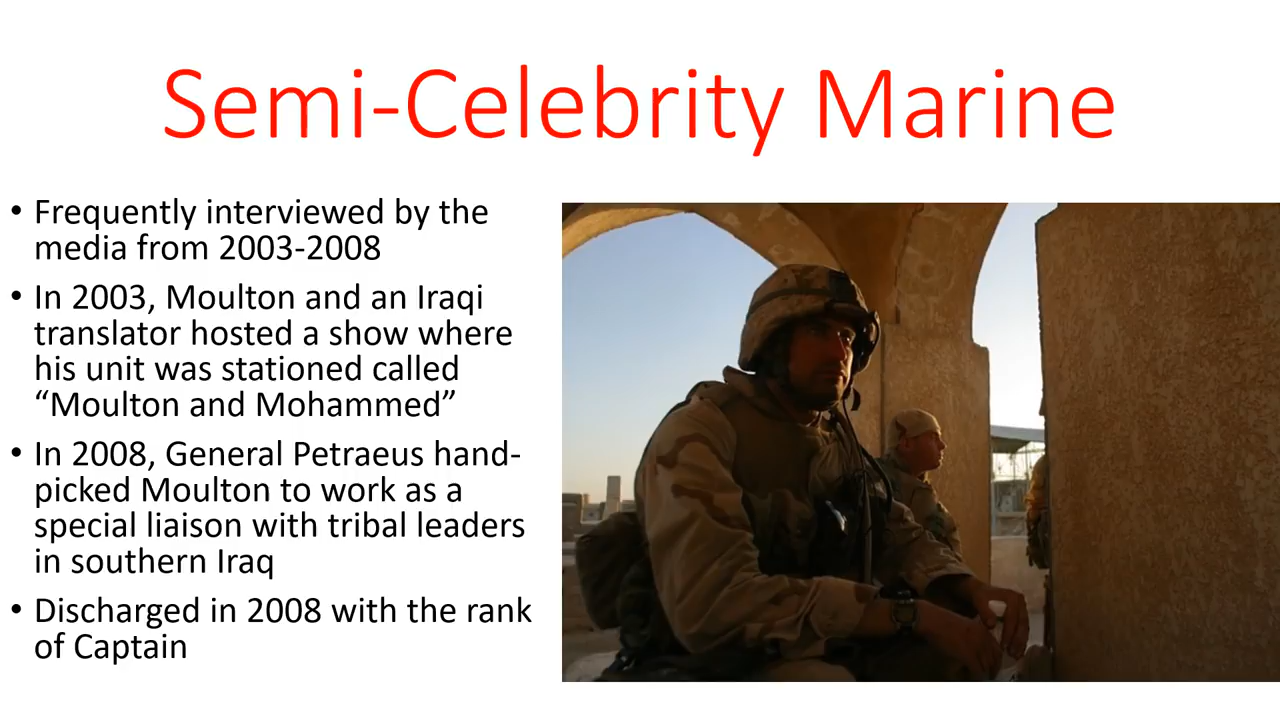 Semi-Celebrity Marine
• Frequently interviewed by the
media from 2003-2008
• In 2003, Moulton and an Iraqi
translator hosted a show where
his unit was stationed called
“Moulton and Mohammed”
• In 2008, General Petraeus hand-
picked Moulton to work as a
special liaison with tribal leaders
in southern Iraq
• Discharged in 2008 with the rank
of Captain